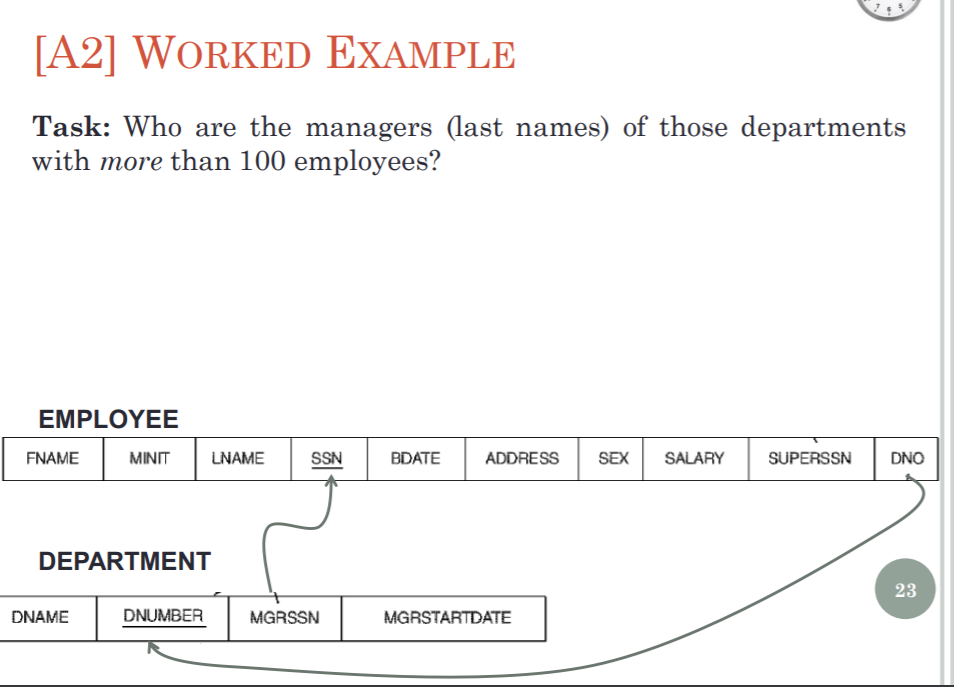 [A2] WORKED EXAMPLE
Task: Who are the managers (last names) of those departments
with more than 100 employees?
EMPLOYEE
FNAME MINIT LNAME SSN BDATE ADDRESS SEX SALARY SUPERSSN DNO
DEPARTMENT
23
DNAME DNUMBER MGRSSN MGRSTARTDATE